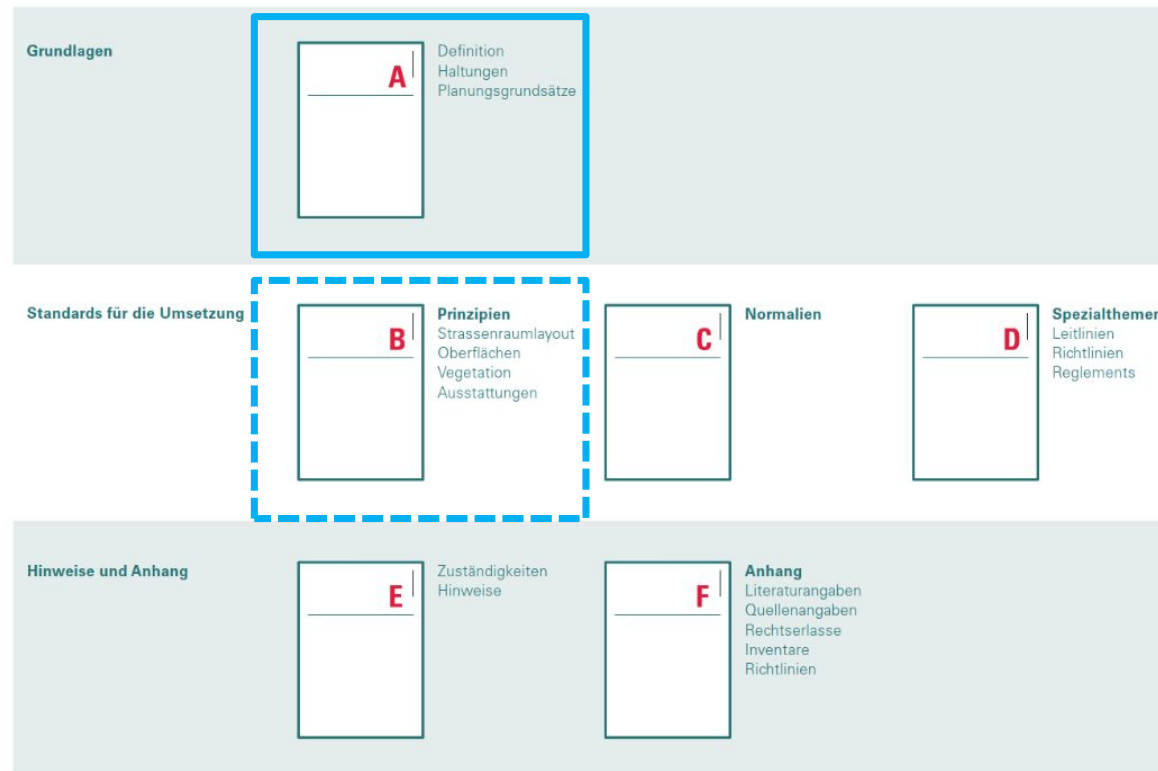 Grundlagen
A
Definition
Haltungen
Planungsgrundsätze
Standards für die Umsetzung
B
Prinzipien
Strassenraumlayout
Oberflächen
Vegetation
Ausstattungen
C
Normalien
D
Spezialthemen
Leitlinien
Richtlinien
Reglements
Hinweise und Anhang
E
Zuständigkeiten
Hinweise
F
Anhang
Literaturangaben
Quellenangaben
Rechtserlasse
Inventare
Richtlinien